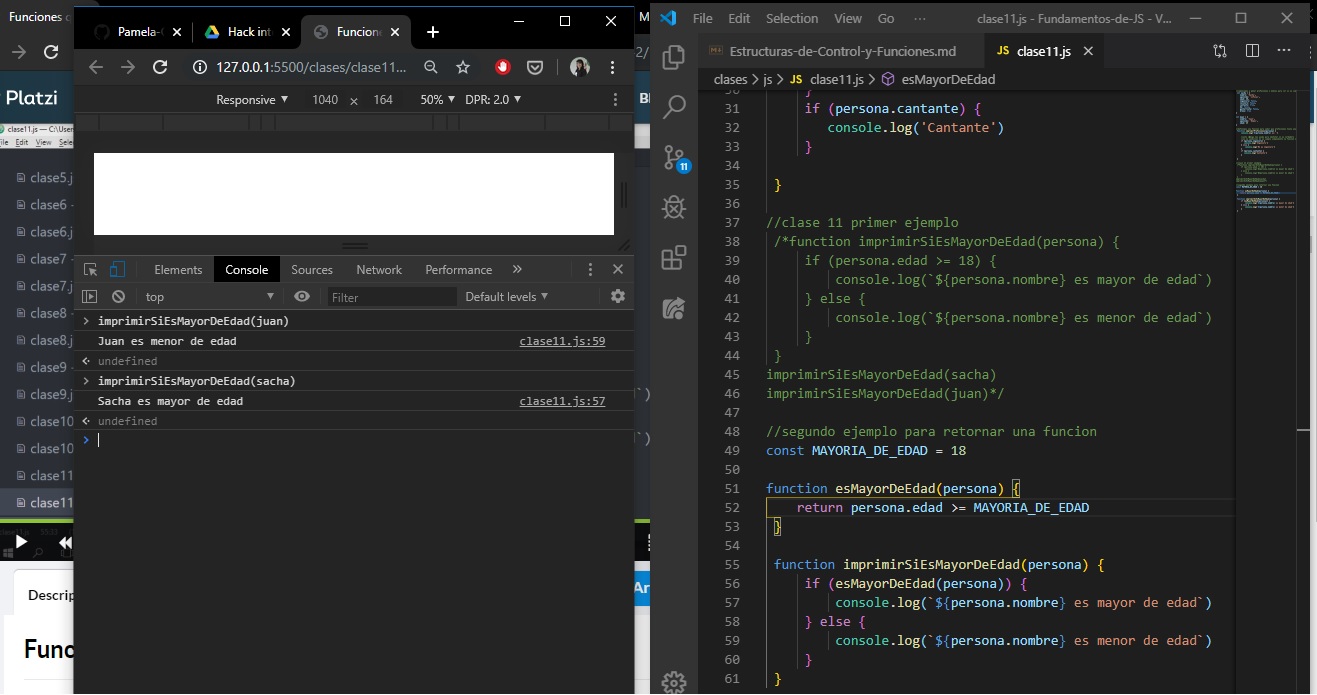 Funciones
Pamela-
Hack int
Funcion
127.0.0.1:5500/clases/clase11...
Responsive ▼ 1040 × 164 50% ▼ DPR: 2.0 ▼
Platzi
clase11.js — C:\User
File Edit View Sele
clase5.j
clase6 -
clase6.j
clase7 -
clase7.j
clase8 -
clase8.j
clase9 -
clase9.j
clase10
clase10
clase11
clase11
Descrip
Func
Elements Console Sources Network Performance »
top ▼ Filter Default levels ▼
> imprimirSiEsMayorDeEdad(juan)
Juan es menor de edad clase11.js:59
undefined
> imprimirSiEsMayorDeEdad(sacha)
Sacha es mayor de edad clase11.js:57
undefined
>
M
2/
BI
`)
`)
Ar
File Edit Selection View Go ··· clase11.js - Fundamentos-de-JS - V...
Estructuras-de-Control-y-Funciones.md JS clase11.js
clases > js > JS clase11.js > esMayorDeEdad
11
30 }
31 if (persona.cantante) {
32 console.log('Cantante')
33 }
34
35 }
36
37 //clase 11 primer ejemplo
38 /*function imprimirSiEsMayorDeEdad(persona) {
39 if (persona.edad >= 18) {
40 console.log(`${persona.nombre} es mayor de edad`)
41 } else {
42 console.log(`${persona.nombre} es menor de edad`)
43 }
44 }
45 imprimirSiEsMayorDeEdad(sacha)
46 imprimirSiEsMayorDeEdad(juan)*/
47
48 //segundo ejemplo para retornar una funcion
49 const MAYORIA_DE_EDAD = 18
50
51 function esMayorDeEdad(persona) {
52 return persona.edad >= MAYORIA_DE_EDAD
53 }
54
55 function imprimirSiEsMayorDeEdad(persona) {
56 if (esMayorDeEdad(persona)) {
57 console.log(`${persona.nombre} es mayor de edad`)
58 } else {
59 console.log(`${persona.nombre} es menor de edad`)
60 }
61 }